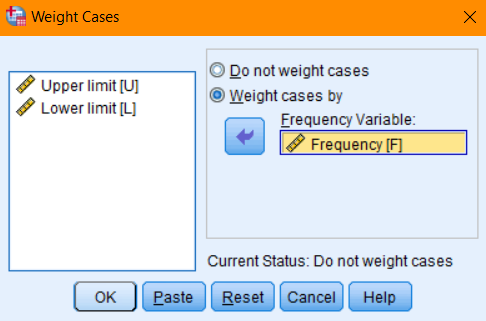 Weight Cases
Upper limit [U]
Lower limit [L]
Do not weight cases
Weight cases by
Frequency Variable:
Frequency [F]
Current Status: Do not weight cases
OK Paste Reset Cancel Help